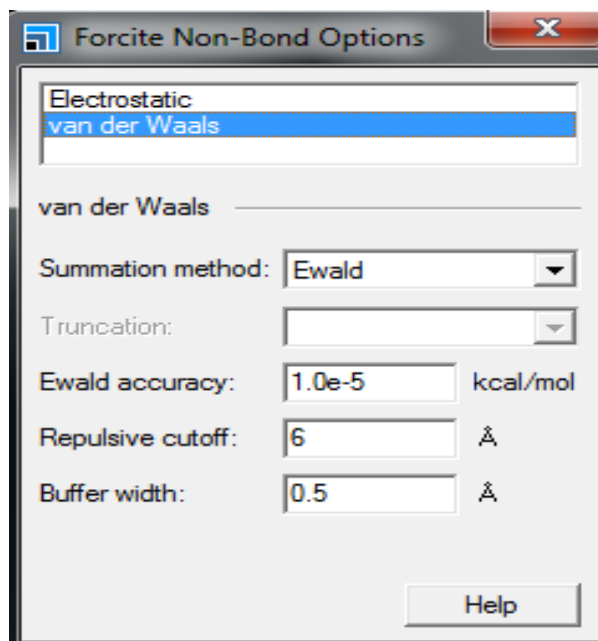 Forcite Non-Bond Options
Electrostatic
van der Waals
van der Waals
Summation method: Ewald
Truncation:
Ewald accuracy: 1.0e-5 kcal/mol
Repulsive cutoff: 6 Å
Buffer width: 0.5 Å
Help